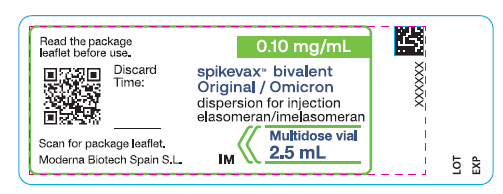 Read the package
leaflet before use.
Discard
Time:
Scan for package leaflet.
Moderna Biotech Spain S.L.
0.10 mg/mL
spikevax™ bivalent
Original / Omicron
dispersion for injection
elasomeran/imelasomeran
IM
Multidose vial
2.5 mL
XXXXXX
LOT
EXP